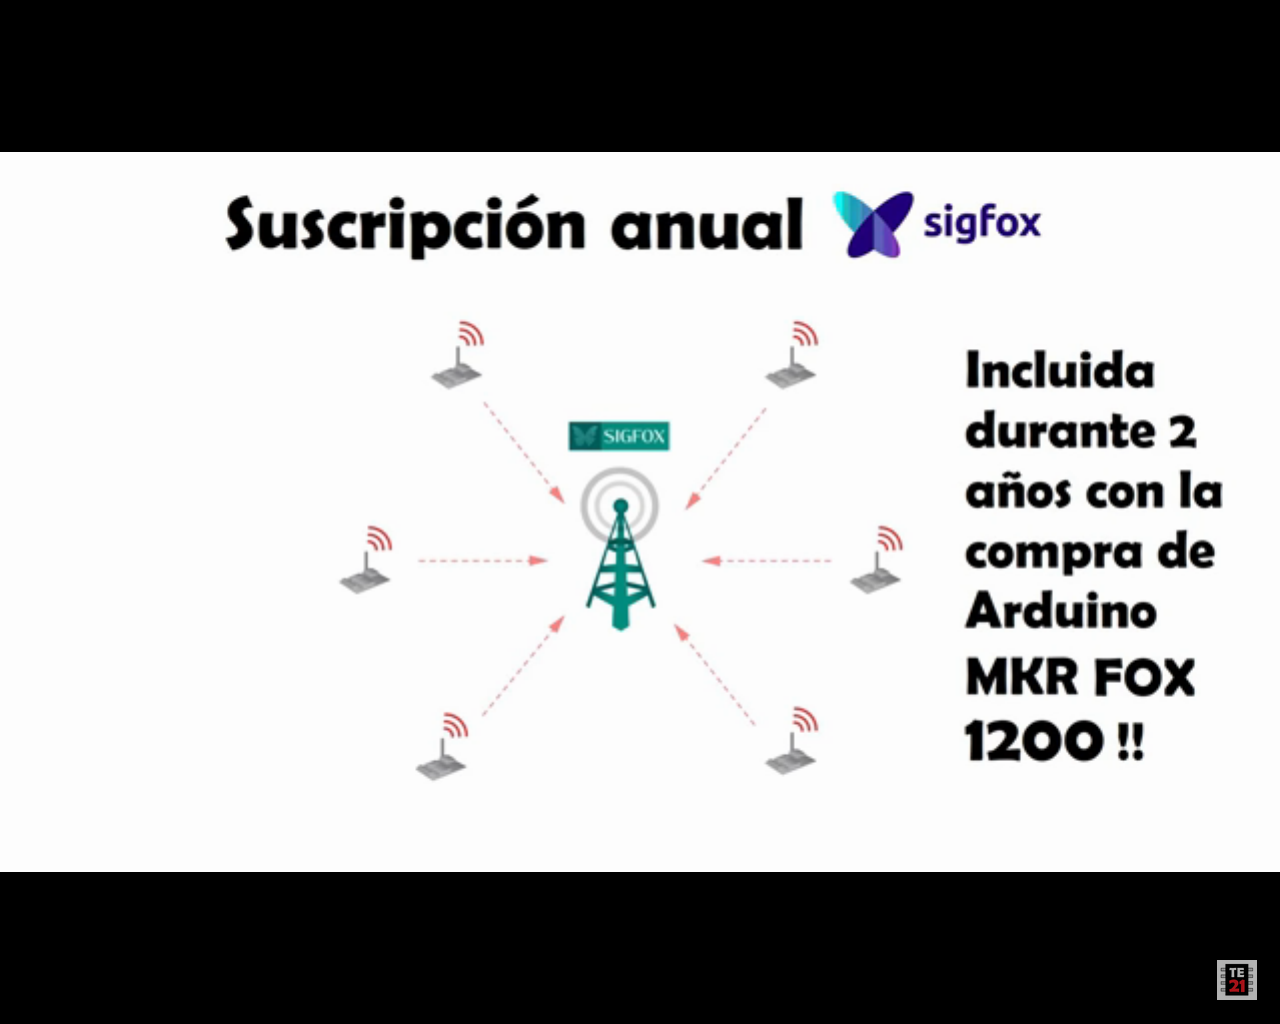 Suscripción anual sigfox
SIGFOX
Incluida
durante 2
años con la
compra de
Arduino
MKR FOX
1200 !!
TE
21